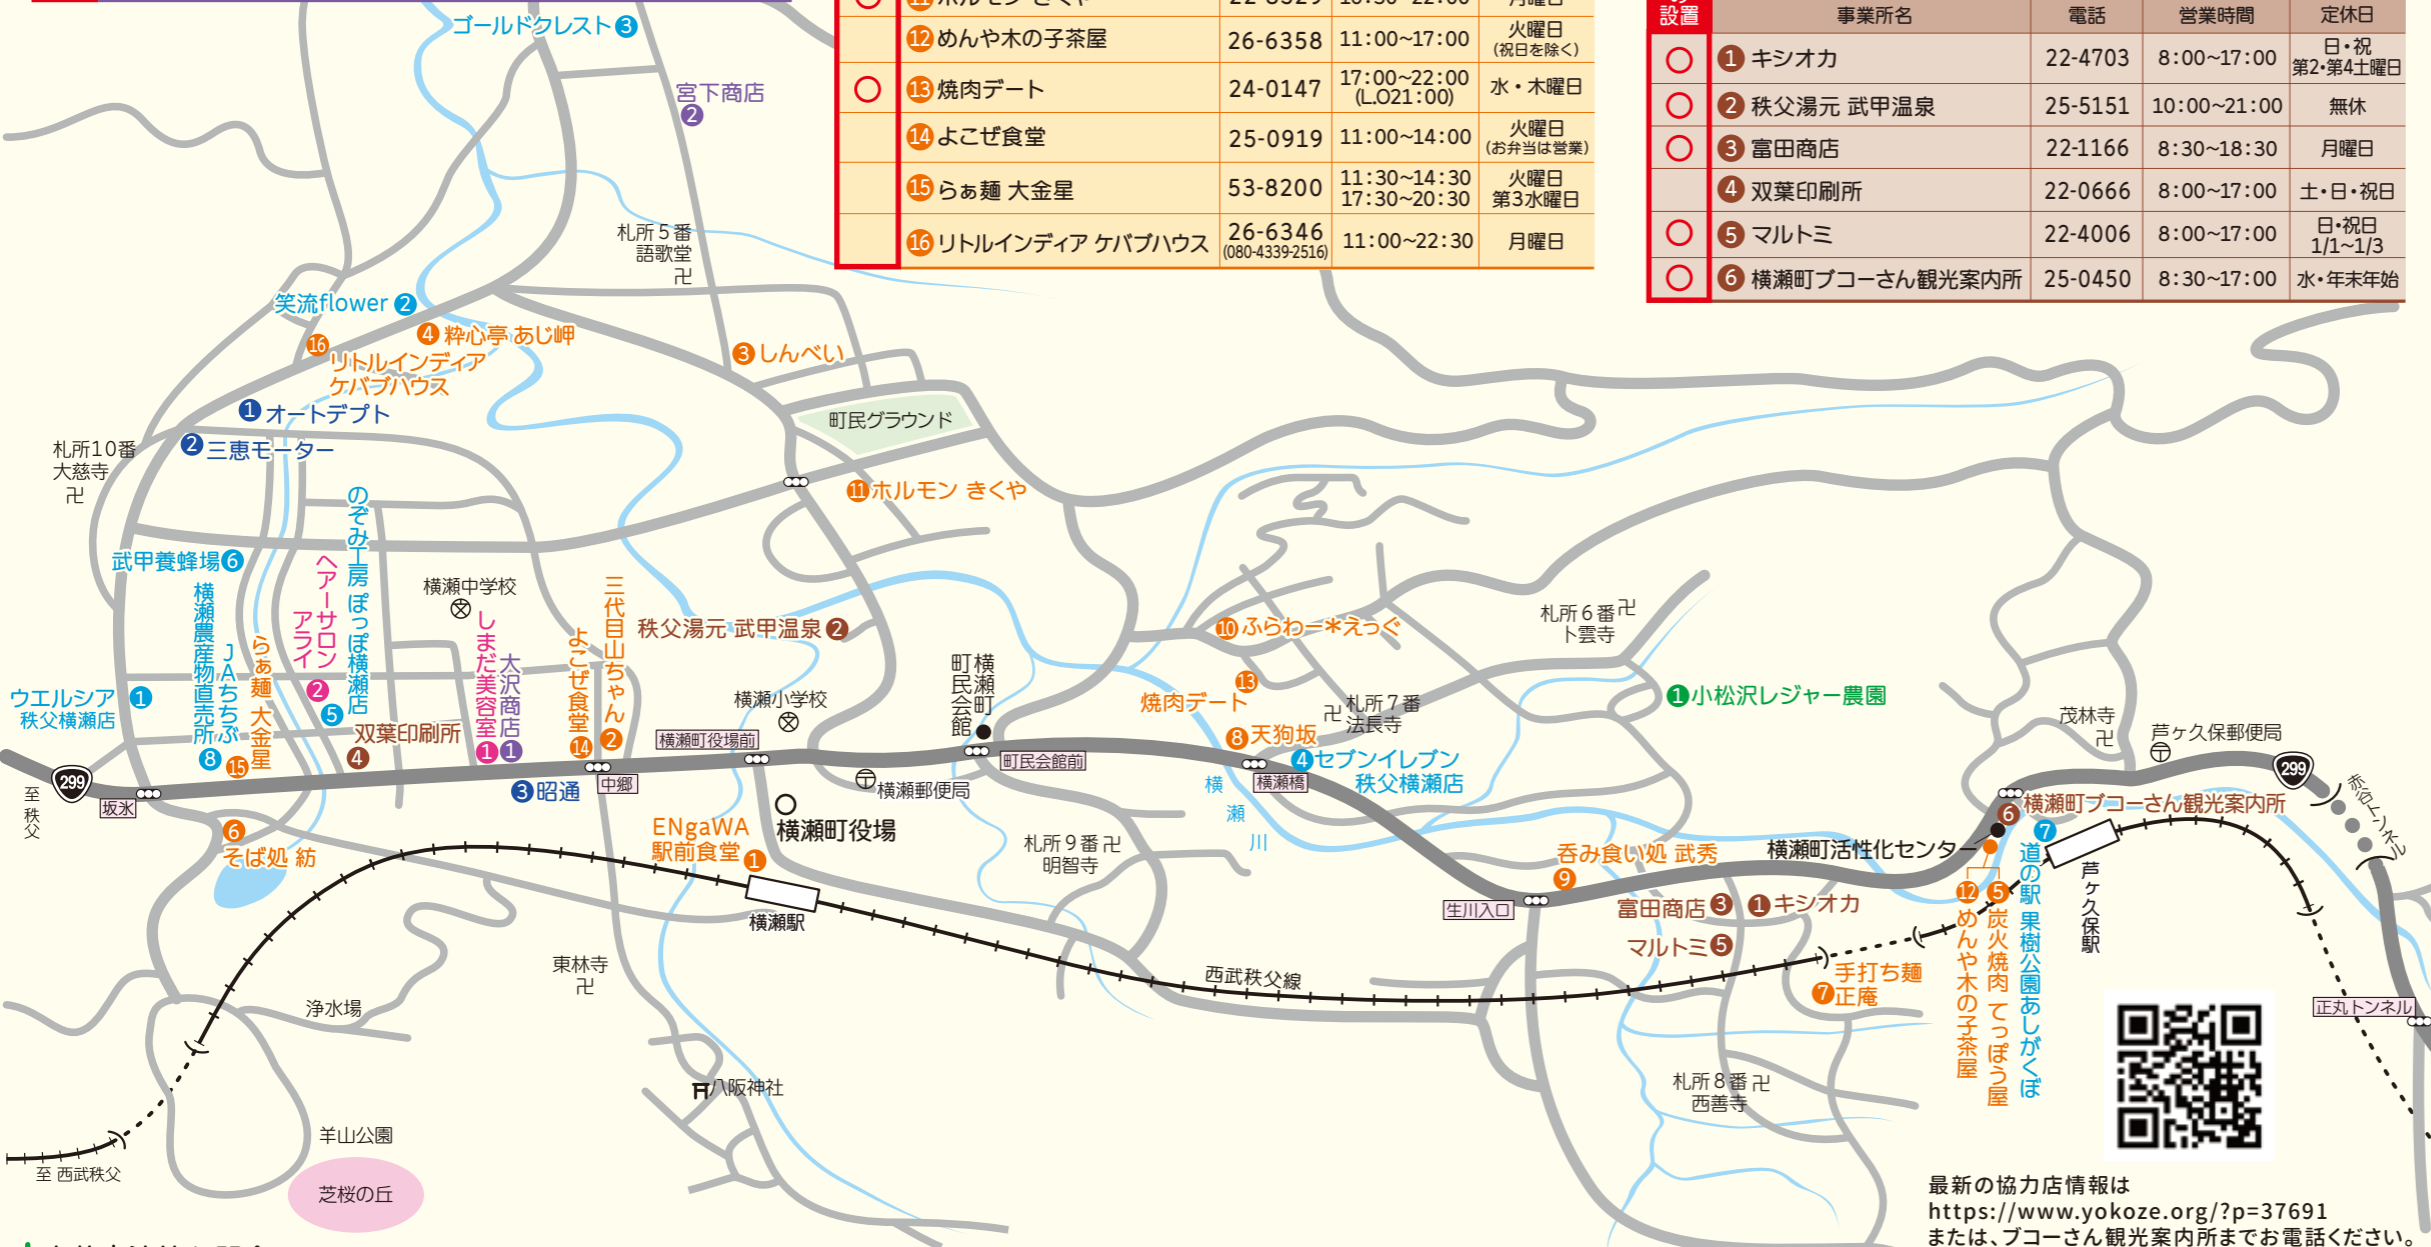 ゴールドクレスト 3
宮下商店
2
札所5番
語歌堂
卍
笑流flower 2
4 粋心亭 あじ岬
16
リトルインディア
ケバブハウス
3 しんべい
1 オートデプト
2 三恵モーター
札所10番
大慈寺
卍
町民グラウンド
11 ホルモン きくや
22-8329 10:30~22:00 月曜日
12 めんや木の子茶屋 26-6358 11:00~17:00 火曜日
(祝日を除く)
○ 13 焼肉デート 24-0147 17:00~22:00
(L.O21:00) 水・木曜日
14 よこぜ食堂 25-0919 11:00~14:00 火曜日
(お弁当は営業)
15 らぁ麺 大金星 53-8200 11:30~14:30
17:30~20:30 火曜日
第3水曜日
16 リトルインディア ケバブハウス 26-6346
(080-4339-2516) 11:00~22:30 月曜日
設置 事業所名 電話 営業時間 定休日
○ 1 キシオカ 22-4703 8:00~17:00 日・祝
第2・第4土曜日
○ 2 秩父湯元 武甲温泉 25-5151 10:00~21:00 無休
○ 3 富田商店 22-1166 8:30~18:30 月曜日
4 双葉印刷所 22-0666 8:00~17:00 土・日・祝日
○ 5 マルトミ 22-4006 8:00~17:00 日・祝日
1/1~1/3
○ 6 横瀬町ブコーさん観光案内所 25-0450 8:30~17:00 水・年末年始
11 ホルモン きくや
武甲養蜂場 6
横瀬農産物直売所
JAちちぶ
8
らぁ麺 大金星
15
ヘアーサロン
アライ
2
のぞみ工房 ぽっぽ横瀬店
5
横瀬中学校
しまだ美容室
1
大沢商店
1
よこぜ食堂
14
三代目山ちゃん
2
秩父湯元 武甲温泉 2
ウエルシア 1
秩父横瀬店
双葉印刷所
4
横瀬小学校
横瀬町
町民会館
横瀬町役場前
町民会館前
10 ふらわー*えっぐ
13
焼肉デート
札所7番
卍 法長寺
8 天狗坂
4 セブンイレブン
秩父横瀬店
横瀬橋
横瀬川
札所6番 卍
卜雲寺
1 小松沢レジャー農園
茂林寺
卍
芦ヶ久保郵便局
299
299
至 秩父
坂氷
3 昭通
中郷
横瀬郵便局
横瀬町役場
6
そば処 紡
ENgaWA
駅前食堂 1
横瀬駅
札所9番 卍
明智寺
呑み食い処 武秀
9
生川入口
富田商店 3
1 キシオカ
マルトミ 5
横瀬町活性化センター
6 横瀬町ブコーさん観光案内所
7
道の駅 果樹公園あしがくぼ
芦ヶ久保駅
赤谷トンネル
12
めんや木の子茶屋
5
炭火焼肉 てっぽう屋
手打ち麺
7 正庵
東林寺
卍
西武秩父線
浄水場
八阪神社
札所8番 卍
西善寺
正丸トンネル
羊山公園
芝桜の丘
至 西武秩父
最新の協力店情報は
https://www.yokoze.org/?p=37691
または、ブコーさん観光案内所までお電話ください。